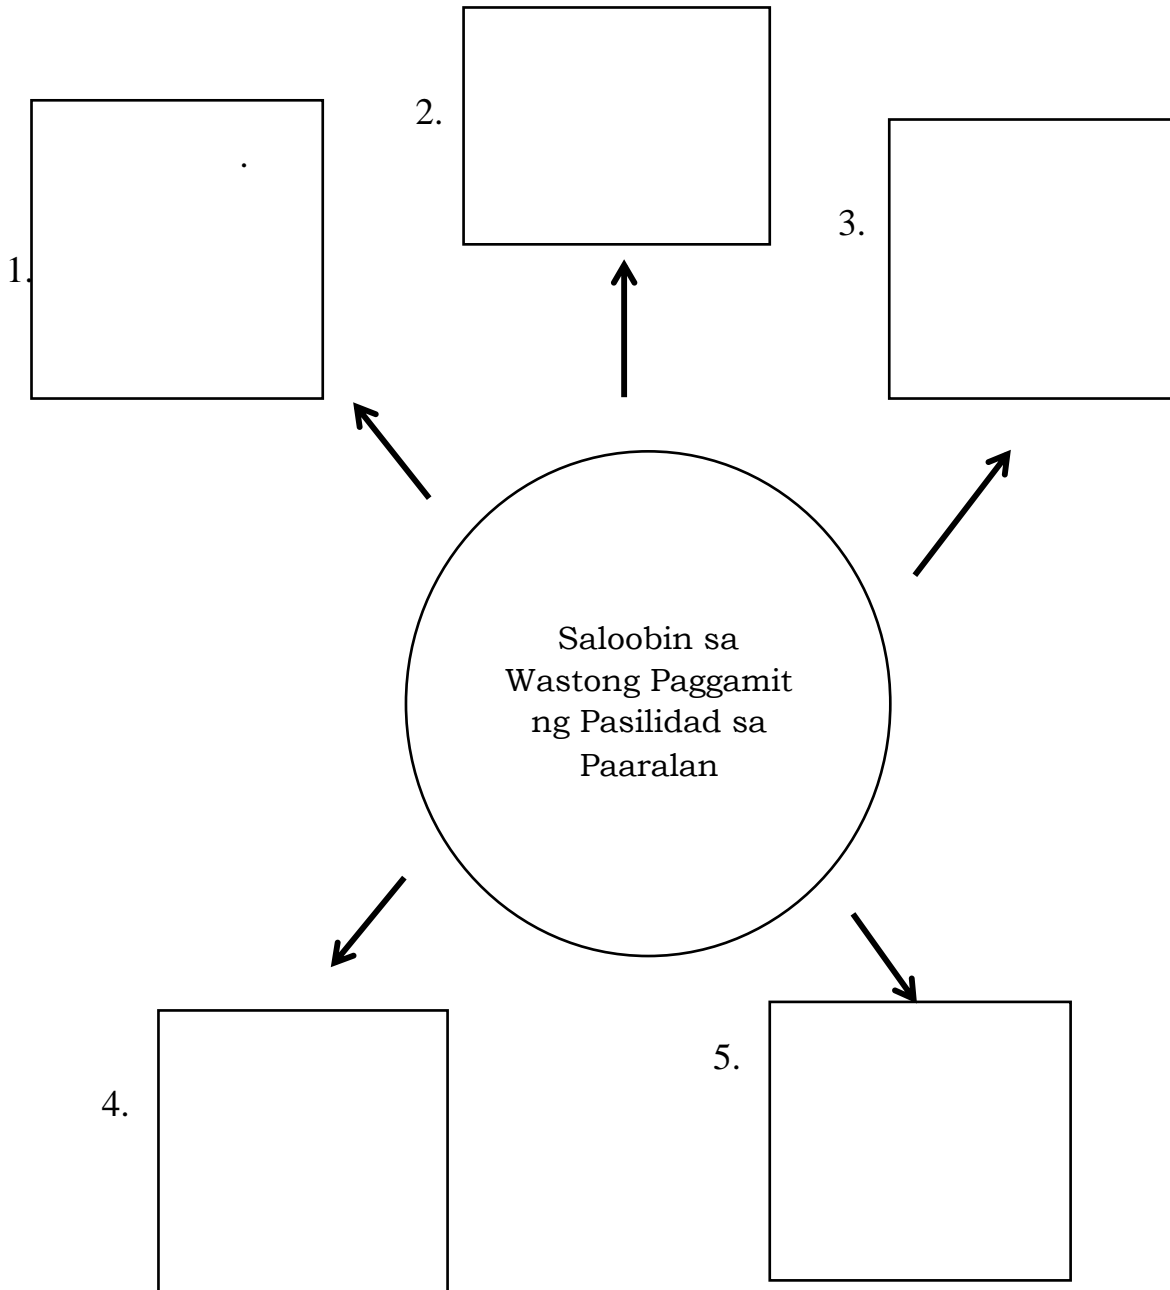 1.
2.
3.
Saloobin sa
Wastong Paggamit
ng Pasilidad sa
Paaralan
4.
5.